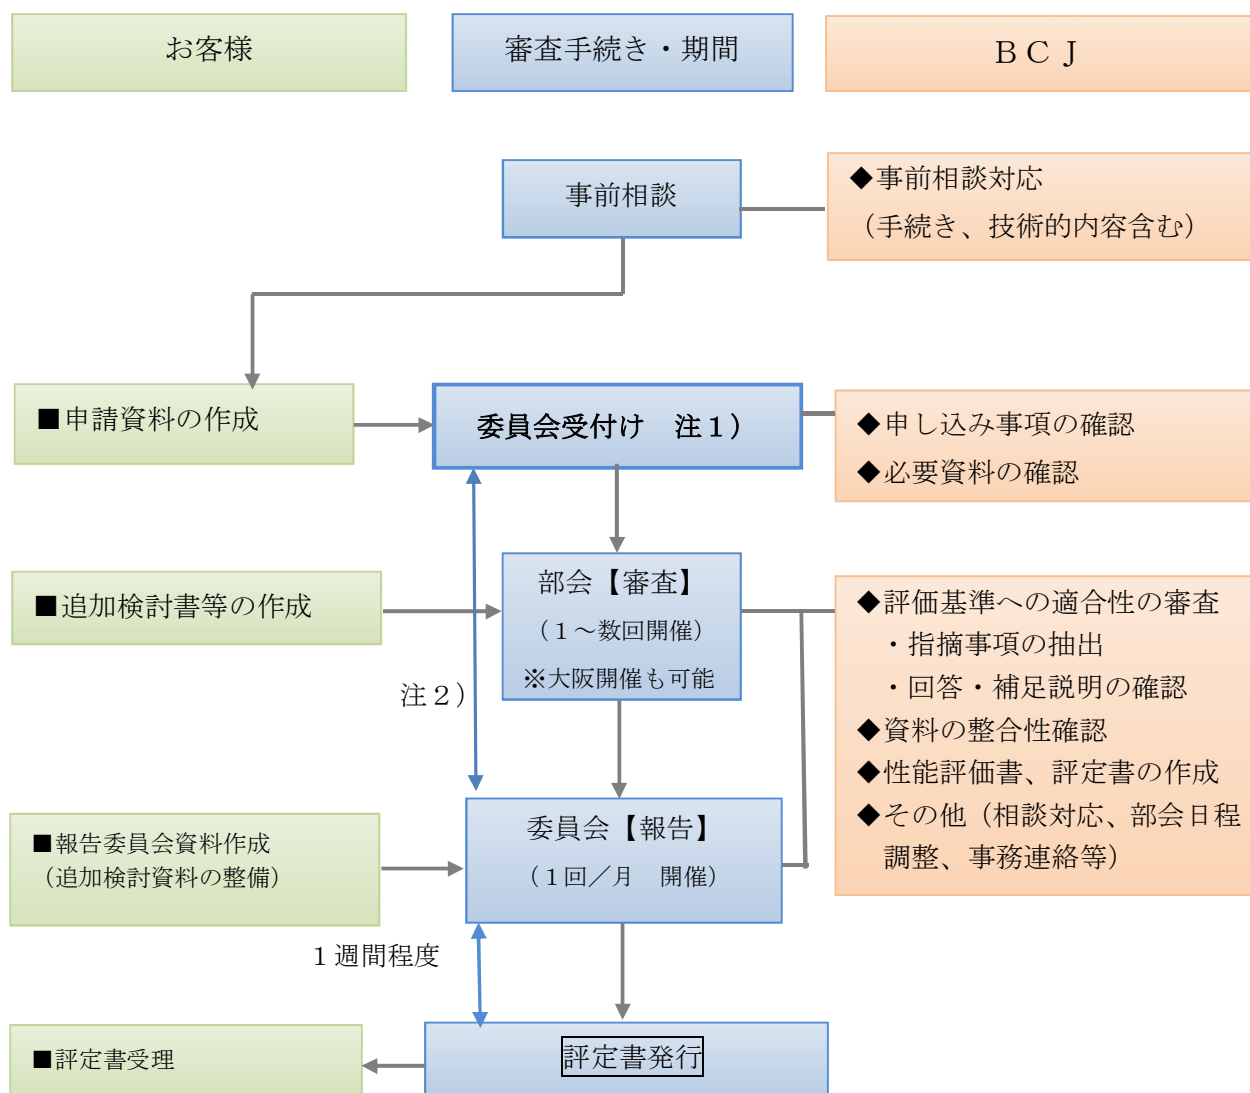 お客様
審査手続き・期間
ＢＣＪ
事前相談
◆事前相談対応
（手続き、技術的内容含む）
■申請資料の作成
委員会受付け　注１）
◆申し込み事項の確認
◆必要資料の確認
■追加検討書等の作成
部会【審査】
（１～数回開催）
※大阪開催も可能
注２）
◆評価基準への適合性の審査
・指摘事項の抽出
・回答・補足説明の確認
◆資料の整合性確認
◆性能評価書、評定書の作成
◆その他（相談対応、部会日程
調整、事務連絡等）
■報告委員会資料作成
（追加検討資料の整備）
委員会【報告】
（１回／月　開催）
１週間程度
■評定書受理
評定書発行